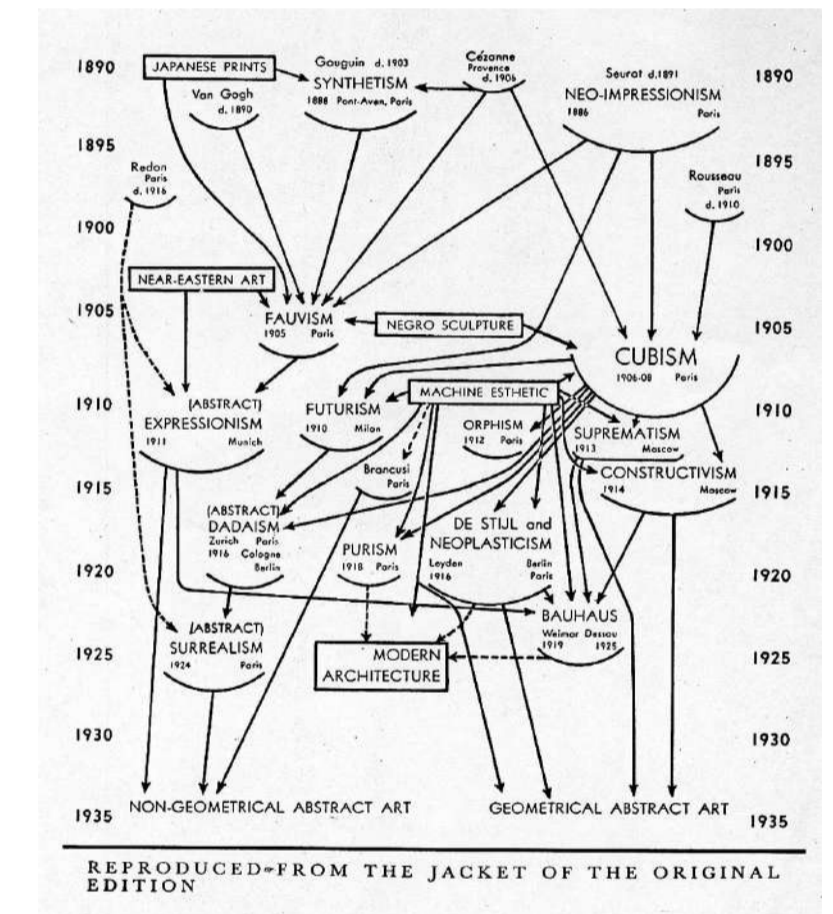 1890
JAPANESE PRINTS
Gouguin d. 1903
SYNTHETISM
1888 Pont-Aven, Paris
Cézanne
Provence
d. 1906
Seurat d.1891
NEO-IMPRESSIONISM
1886 Paris
1890
Van Gogh
d. 1890
1895
1895
Redon
Paris
d. 1916
Rousseau
Paris
d. 1910
1900
1900
NEAR-EASTERN ART
1905
FAUVISM
1905 Paris
NEGRO SCULPTURE
1905
CUBISM
1906-08 Paris
1910
(ABSTRACT)
EXPRESSIONISM
1911 Munich
FUTURISM
1910 Milan
MACHINE ESTHETIC
ORPHISM
1912 Paris
SUPREMATISM
1913 Moscow
1910
Brancusi
Paris
CONSTRUCTIVISM
1914 Moscow
1915
1915
(ABSTRACT)
DADAISM
Zurich Paris
1916 Cologne
Berlin
PURISM
1918 Paris
DE STIJL and
NEOPLASTICISM
Leyden Berlin
1916 Paris
1920
1920
(ABSTRACT)
SURREALISM
1924 Paris
BAUHAUS
Weimar Dessau
1919 1925
1925
MODERN
ARCHITECTURE
1925
1930
1930
1935
NON-GEOMETRICAL ABSTRACT ART
GEOMETRICAL ABSTRACT ART
1935
REPRODUCED FROM THE JACKET OF THE ORIGINAL
EDITION